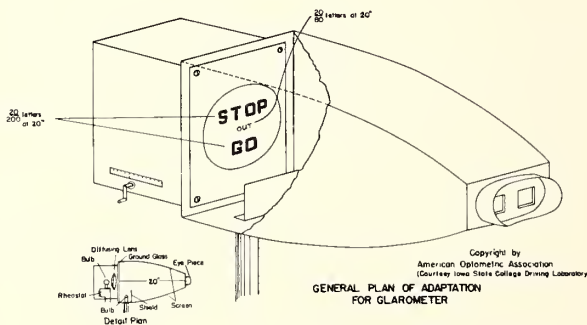 20
80 letters at 20"
20
200 letters
at 20"
STOP
OUT
GO
Diffusing Lens
Ground Glass
Bulb
Eye Piece
20"
Rheostat
Bulb
Shield
Screen
Detail Plan
Copyright by
American Optometric Association
(Courtesy Iowa State College Driving Laboratory
GENERAL PLAN OF ADAPTATION
FOR GLAROMETER